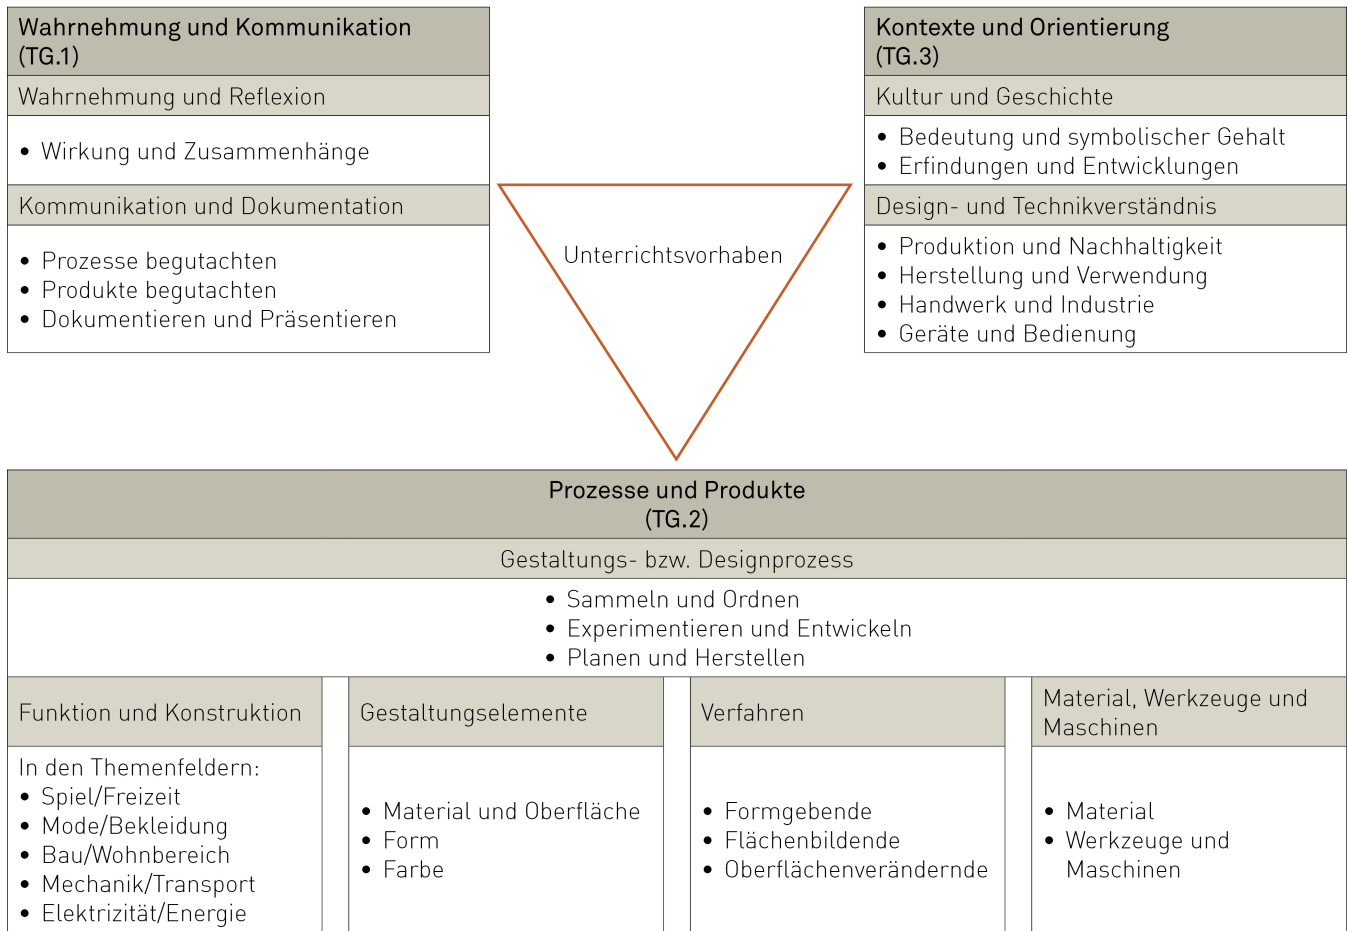 Wahrnehmung und Kommunikation
(TG.1)
Wahrnehmung und Reflexion
• Wirkung und Zusammenhänge
Kommunikation und Dokumentation
• Prozesse begutachten
• Produkte begutachten
• Dokumentieren und Präsentieren
Unterrichtsvorhaben
Kontexte und Orientierung
(TG.3)
Kultur und Geschichte
• Bedeutung und symbolischer Gehalt
• Erfindungen und Entwicklungen
Design- und Technikverständnis
• Produktion und Nachhaltigkeit
• Herstellung und Verwendung
• Handwerk und Industrie
• Geräte und Bedienung
Prozesse und Produkte
(TG.2)
Gestaltungs- bzw. Designprozess
• Sammeln und Ordnen
• Experimentieren und Entwickeln
• Planen und Herstellen
Funktion und Konstruktion
In den Themenfeldern:
• Spiel/Freizeit
• Mode/Bekleidung
• Bau/Wohnbereich
• Mechanik/Transport
• Elektrizität/Energie
Gestaltungselemente
• Material und Oberfläche
• Form
• Farbe
Verfahren
• Formgebende
• Flächenbildende
• Oberflächenverändernde
Material, Werkzeuge und
Maschinen
• Material
• Werkzeuge und
Maschinen